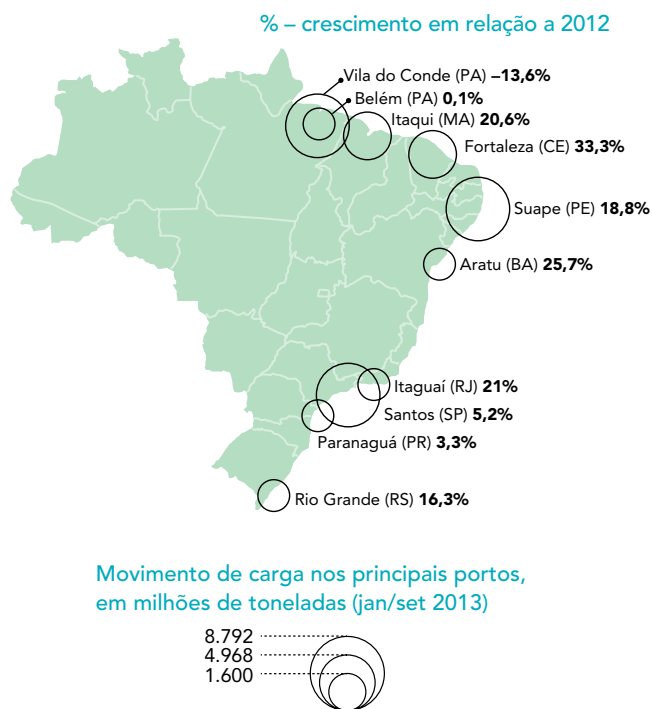 % – crescimento em relação a 2012
Vila do Conde (PA) –13,6%
Belém (PA) 0,1%
Itaqui (MA) 20,6%
Fortaleza (CE) 33,3%
Suape (PE) 18,8%
Aratu (BA) 25,7%
Itaguaí (RJ) 21%
Santos (SP) 5,2%
Paranaguá (PR) 3,3%
Rio Grande (RS) 16,3%
Movimento de carga nos principais portos,
em milhões de toneladas (jan/set 2013)
8.792
4.968
1.600